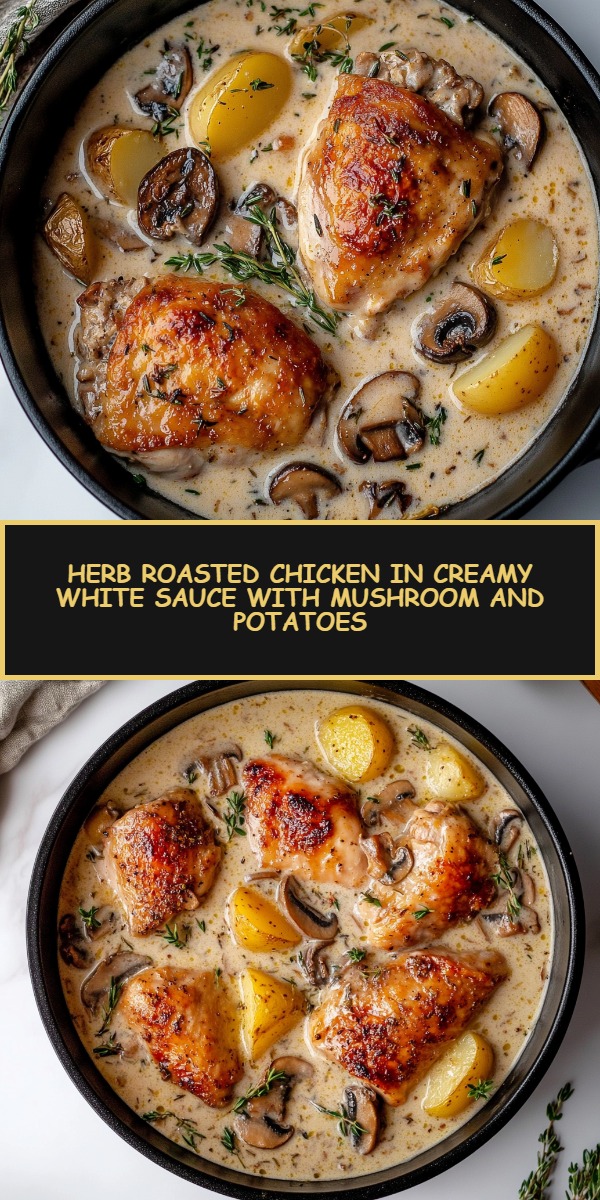 HERB ROASTED CHICKEN IN CREAMY
WHITE SAUCE WITH MUSHROOM AND
POTATOES